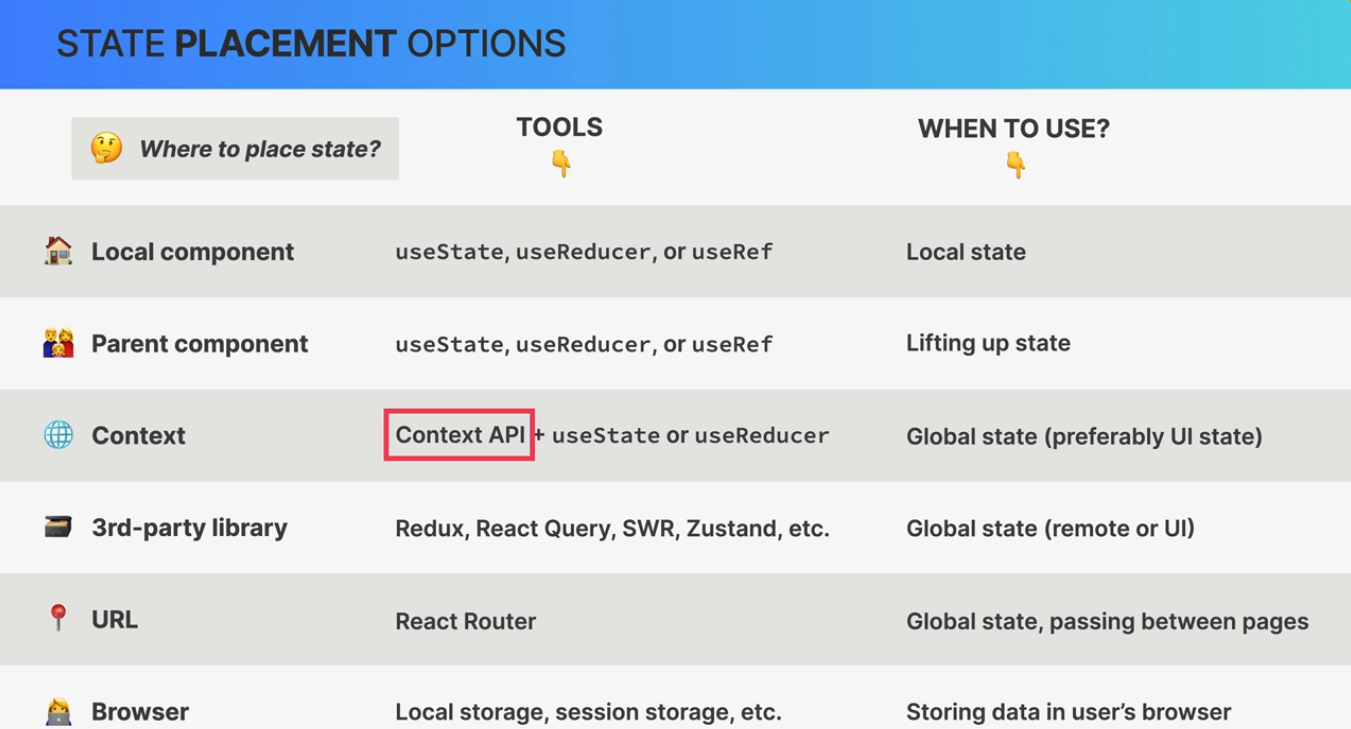 STATE PLACEMENT OPTIONS
Where to place state? TOOLS WHEN TO USE?
Local component useState, useReducer, or useRef Local state
Parent component useState, useReducer, or useRef Lifting up state
Context Context API + useState or useReducer Global state (preferably UI state)
3rd-party library Redux, React Query, SWR, Zustand, etc. Global state (remote or UI)
URL React Router Global state, passing between pages
Browser Local storage, session storage, etc. Storing data in user’s browser